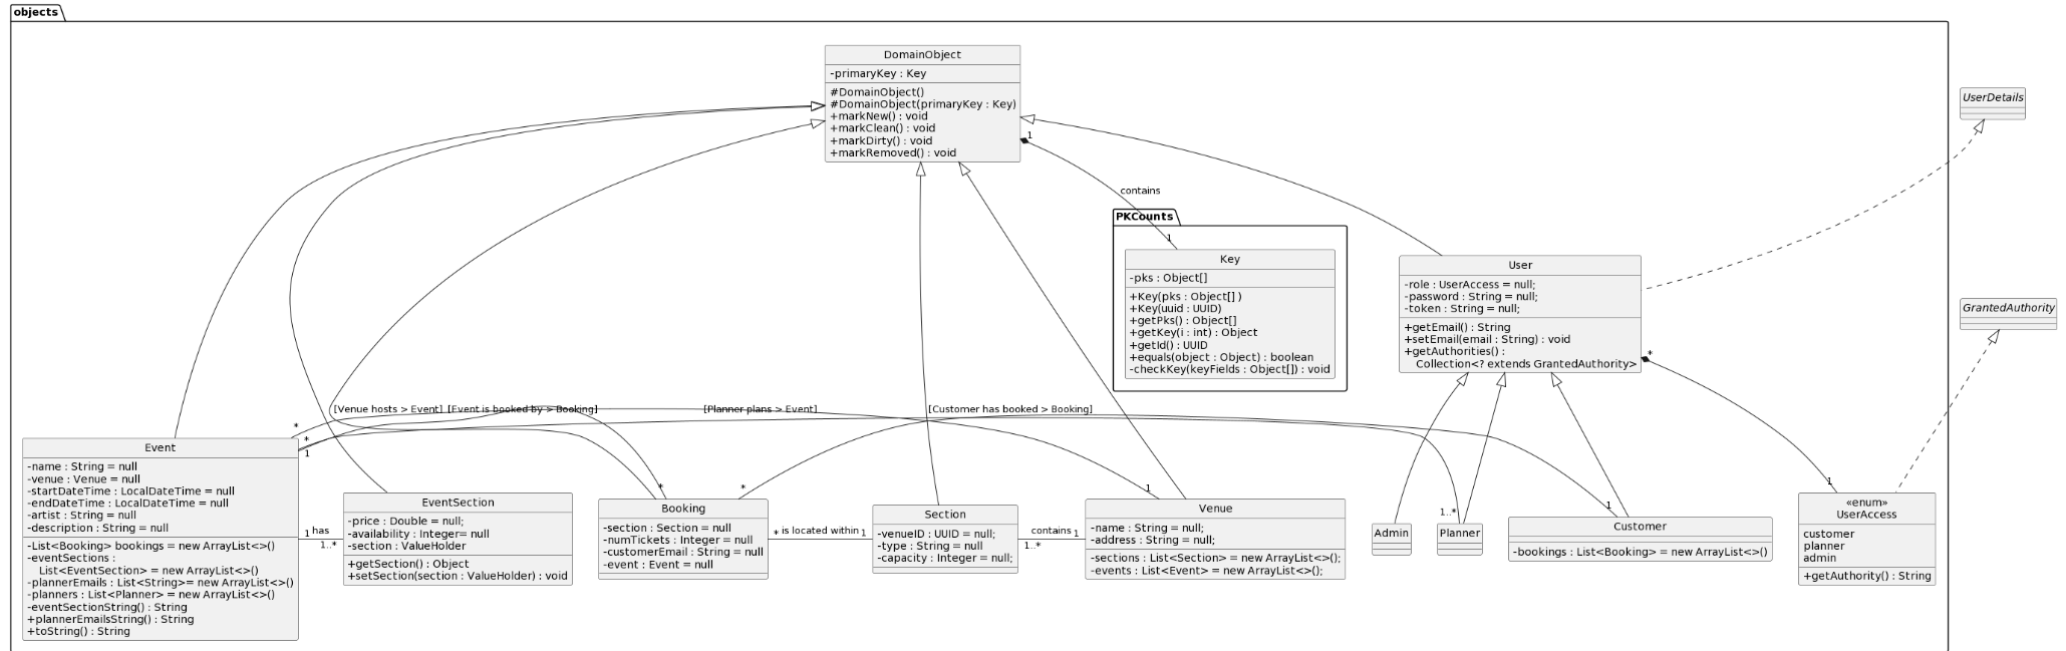 objects
DomainObject
-primaryKey : Key
#DomainObject()
#DomainObject(primaryKey : Key)
+markNew() : void
+markClean() : void
+markDirty() : void
+markRemoved() : void
UserDetails
1
contains
PKCounts
1
Key
-pks : Object[]
+Key(pks : Object[] )
+Key(uuid : UUID)
+getPks() : Object[]
+getKey(i : int) : Object
+getId() : UUID
+equals(object : Object) : boolean
-checkKey(keyFields : Object[]) : void
User
-role : UserAccess = null;
-password : String = null;
-token : String = null;
+getEmail() : String
+setEmail(email : String) : void
+getAuthorities() :
Collection<? extends GrantedAuthority>
*
GrantedAuthority
[Venue hosts > Event]
[Event is booked by > Booking]
[Planner plans > Event]
[Customer has booked > Booking]
*
*
1
Event
-name : String = null
-venue : Venue = null
-startDateTime : LocalDateTime = null
-endDateTime : LocalDateTime = null
-artist : String = null
-description : String = null
-List<Booking> bookings = new ArrayList<>()
-eventSections :
List<EventSection> = new ArrayList<>()
-plannerEmails : List<String>= new ArrayList<>()
-planners : List<Planner> = new ArrayList<>()
-eventSectionString() : String
+plannerEmailsString() : String
+toString() : String
1 has
1..*
EventSection
-price : Double = null;
-availability : Integer= null
-section : ValueHolder
+getSection() : Object
+setSection(section : ValueHolder) : void
*
*
Booking
-section : Section = null
-numTickets : Integer = null
-customerEmail : String = null
-event : Event = null
* is located within 1
Section
-venueID : UUID = null;
-type : String = null
-capacity : Integer = null;
contains 1
1..*
1
Venue
-name : String = null;
-address : String = null;
-sections : List<Section> = new ArrayList<>();
-events : List<Event> = new ArrayList<>();
Admin
1..*
Planner
1
Customer
-bookings : List<Booking> = new ArrayList<>()
1
«enum»
UserAccess
customer
planner
admin
+getAuthority() : String